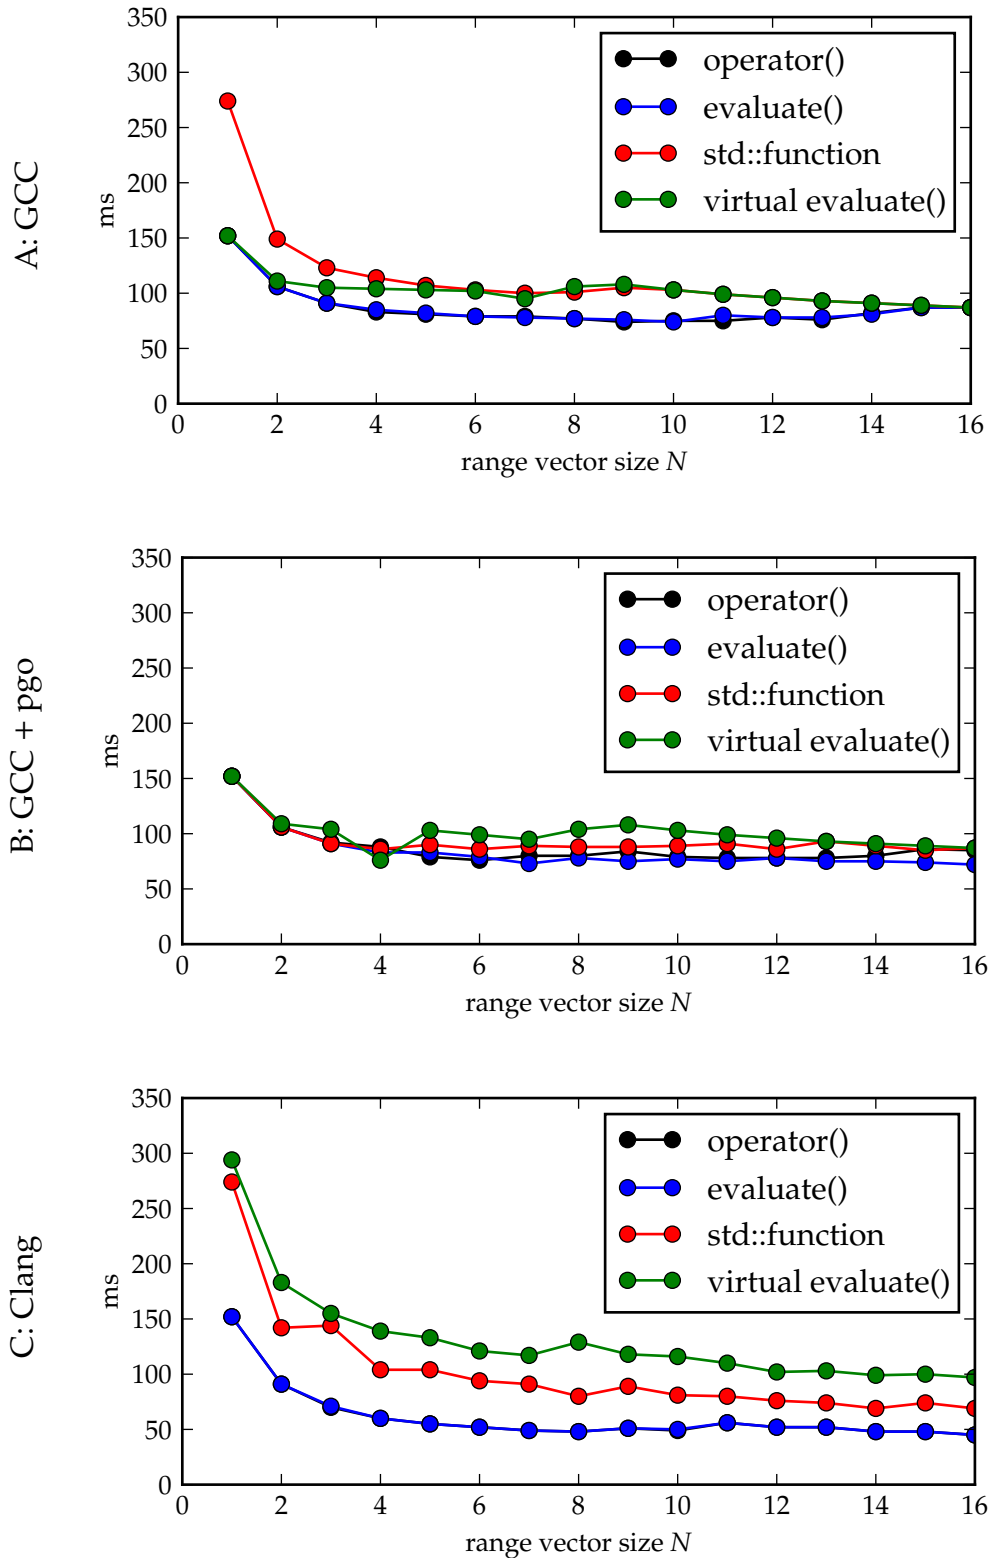 A: GCC
ms
350
300
250
200
150
100
50
0
operator()
evaluate()
std::function
virtual evaluate()
0 2 4 6 8 10 12 14 16
range vector size N
B: GCC + pgo
ms
350
300
250
200
150
100
50
0
operator()
evaluate()
std::function
virtual evaluate()
0 2 4 6 8 10 12 14 16
range vector size N
C: Clang
ms
350
300
250
200
150
100
50
0
operator()
evaluate()
std::function
virtual evaluate()
0 2 4 6 8 10 12 14 16
range vector size N